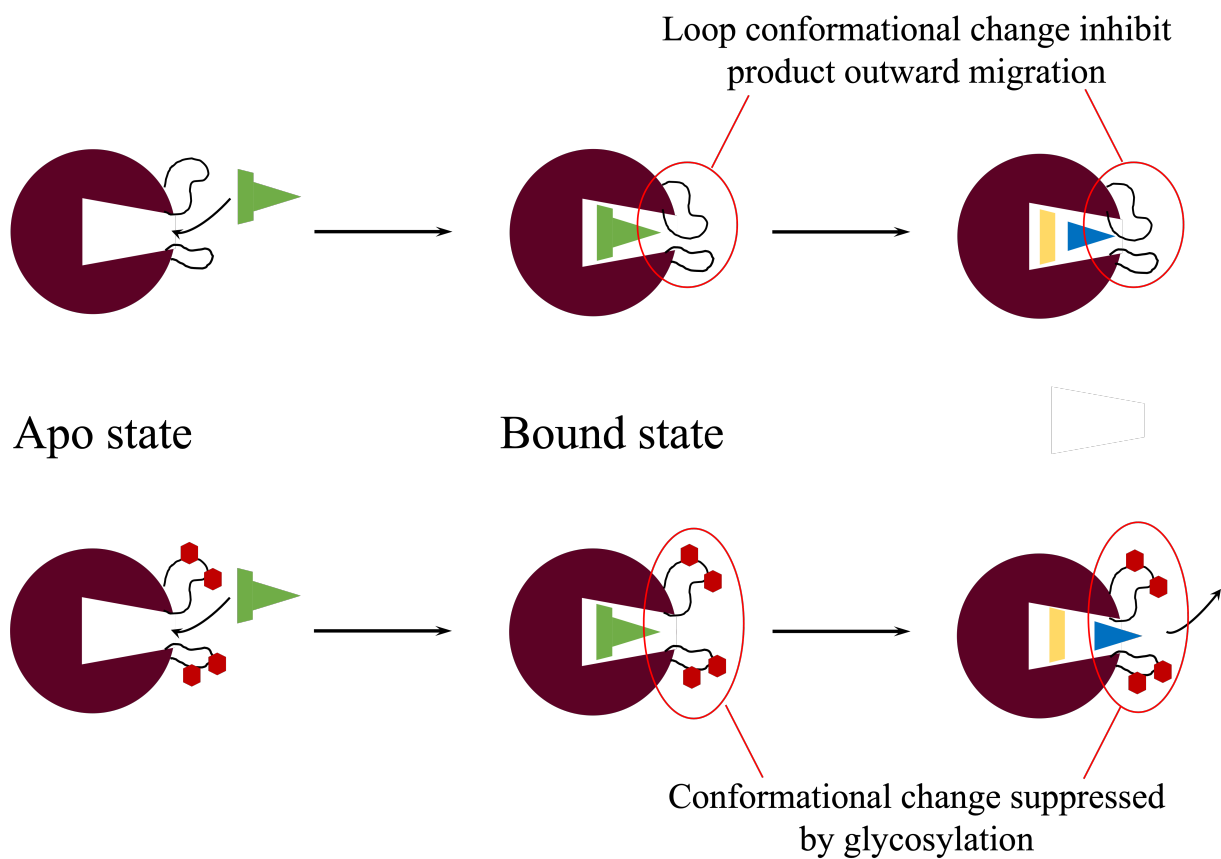 Loop conformational change inhibit
product outward migration
Apo state
Bound state
Conformational change suppressed
by glycosylation